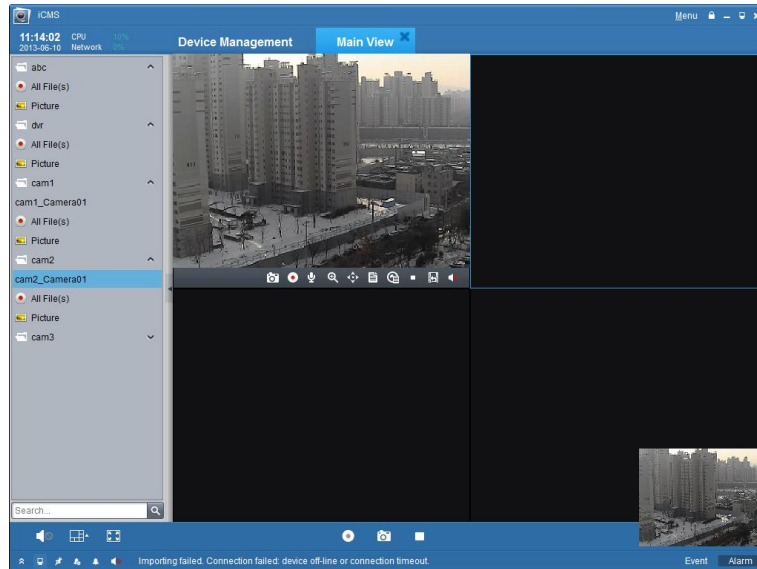 iCMS
Menu
11:14:02 CPU 10%
2013-06-10 Network 0%
Device Management
Main View
abc
All File(s)
Picture
dvr
All File(s)
Picture
cam1
cam1_Camera01
All File(s)
Picture
cam2
cam2_Camera01
All File(s)
Picture
cam3
Search...
Importing failed. Connection failed: device off-line or connection timeout.
Event
Alarm